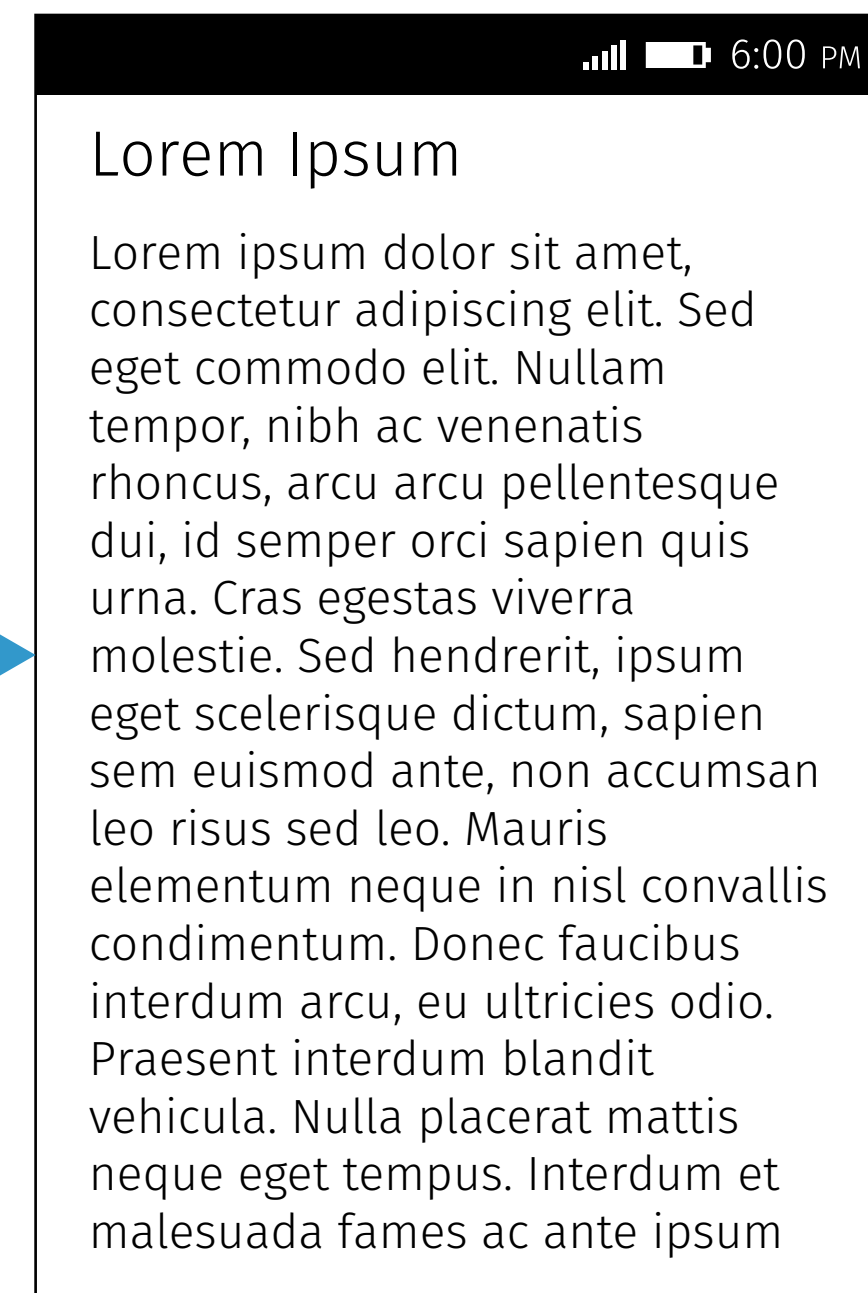 6:00 PM
Lorem Ipsum
Lorem ipsum dolor sit amet,
consectetur adipiscing elit. Sed
eget commodo elit. Nullam
tempor, nibh ac venenatis
rhoncus, arcu arcu pellentesque
dui, id semper orci sapien quis
urna. Cras egestas viverra
molestie. Sed hendrerit, ipsum
eget scelerisque dictum, sapien
sem euismod ante, non accumsan
leo risus sed leo. Mauris
elementum neque in nisl convallis
condimentum. Donec faucibus
interdum arcu, eu ultricies odio.
Praesent interdum blandit
vehicula. Nulla placerat mattis
neque eget tempus. Interdum et
malesuada fames ac ante ipsum